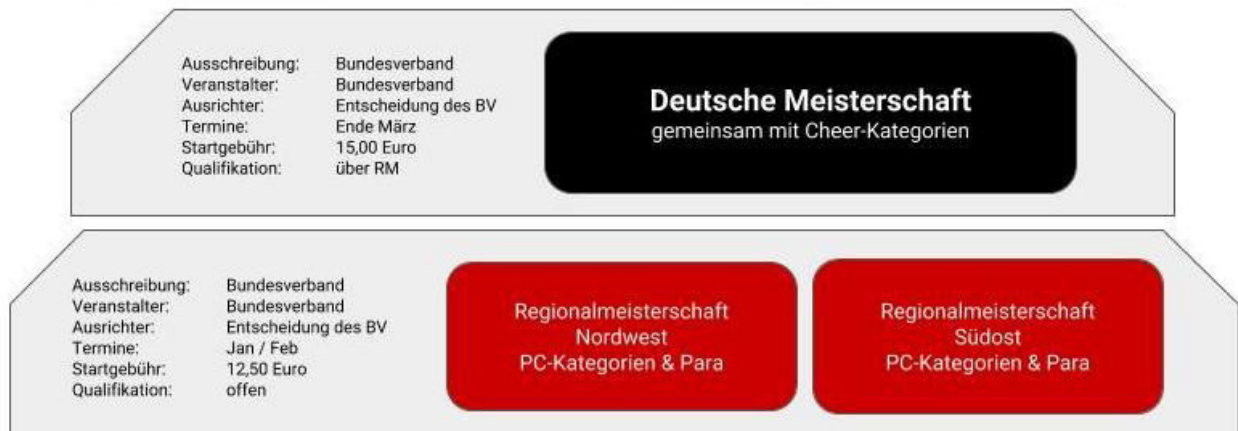 Ausschreibung: Bundesverband
Veranstalter: Bundesverband
Ausrichter: Entscheidung des BV
Termine: Ende März
Startgebühr: 15,00 Euro
Qualifikation: über RM
Deutsche Meisterschaft
gemeinsam mit Cheer-Kategorien
Ausschreibung: Bundesverband
Veranstalter: Bundesverband
Ausrichter: Entscheidung des BV
Termine: Jan / Feb
Startgebühr: 12,50 Euro
Qualifikation: offen
Regionalmeisterschaft
Nordwest
PC-Kategorien & Para
Regionalmeisterschaft
Südost
PC-Kategorien & Para